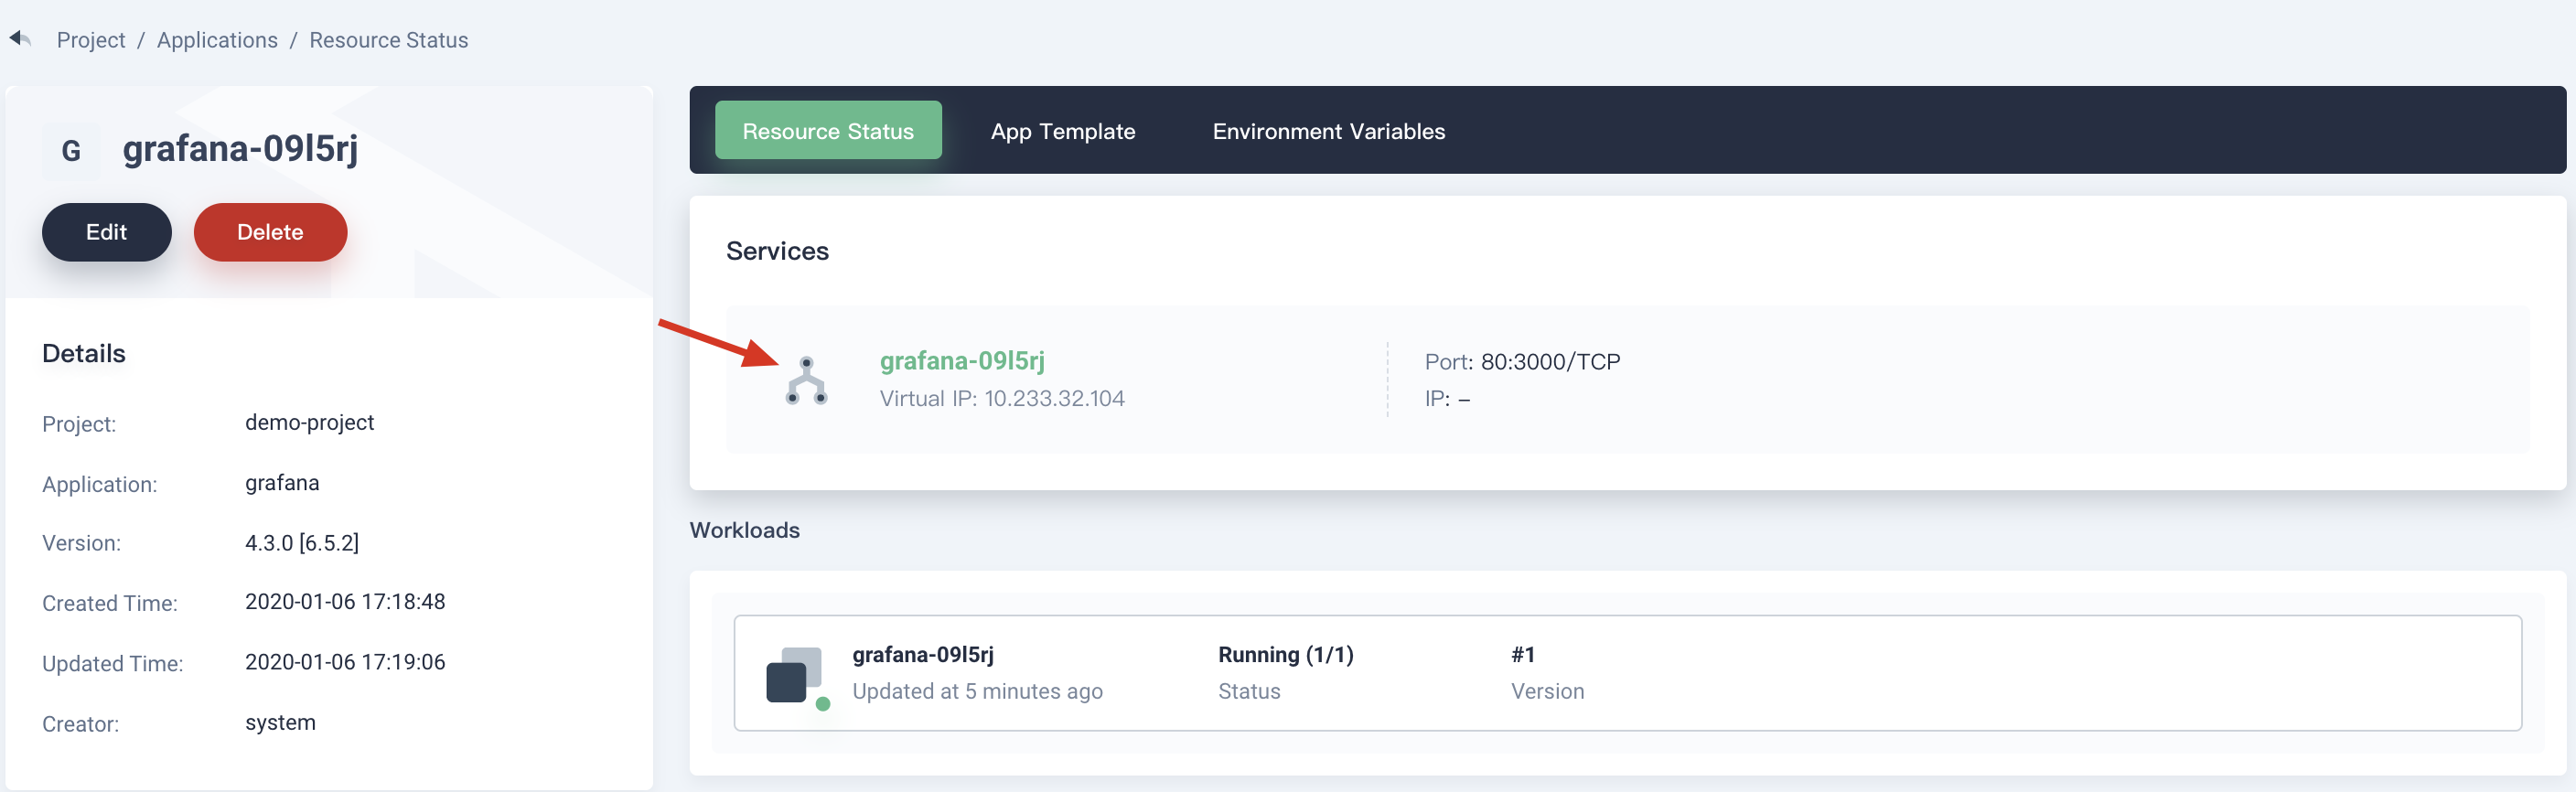 Project / Applications / Resource Status
G grafana-09l5rj
Edit Delete
Details
Project: demo-project
Application: grafana
Version: 4.3.0 [6.5.2]
Created Time: 2020-01-06 17:18:48
Updated Time: 2020-01-06 17:19:06
Creator: system
Resource Status App Template Environment Variables
Services
grafana-09l5rj
Virtual IP: 10.233.32.104
Port: 80:3000/TCP
IP: –
Workloads
grafana-09l5rj Running (1/1) #1
Updated at 5 minutes ago Status Version